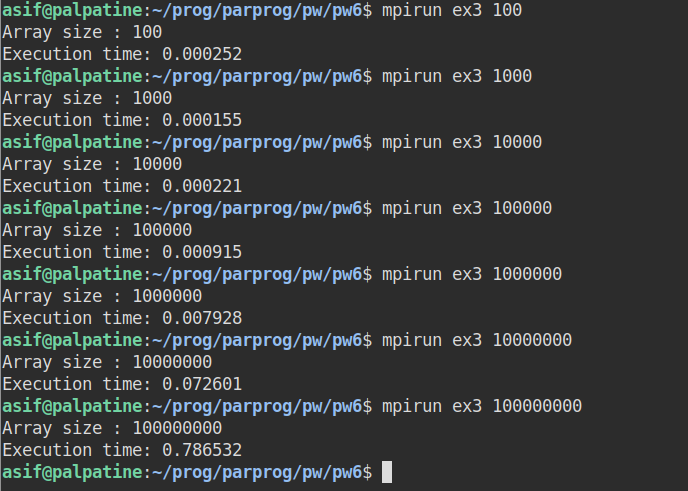 asif@palpatine:~/prog/parprog/pw/pw6$ mpirun ex3 100
Array size : 100
Execution time: 0.000252
asif@palpatine:~/prog/parprog/pw/pw6$ mpirun ex3 1000
Array size : 1000
Execution time: 0.000155
asif@palpatine:~/prog/parprog/pw/pw6$ mpirun ex3 10000
Array size : 10000
Execution time: 0.000221
asif@palpatine:~/prog/parprog/pw/pw6$ mpirun ex3 100000
Array size : 100000
Execution time: 0.000915
asif@palpatine:~/prog/parprog/pw/pw6$ mpirun ex3 1000000
Array size : 1000000
Execution time: 0.007928
asif@palpatine:~/prog/parprog/pw/pw6$ mpirun ex3 10000000
Array size : 10000000
Execution time: 0.072601
asif@palpatine:~/prog/parprog/pw/pw6$ mpirun ex3 100000000
Array size : 100000000
Execution time: 0.786532
asif@palpatine:~/prog/parprog/pw/pw6$